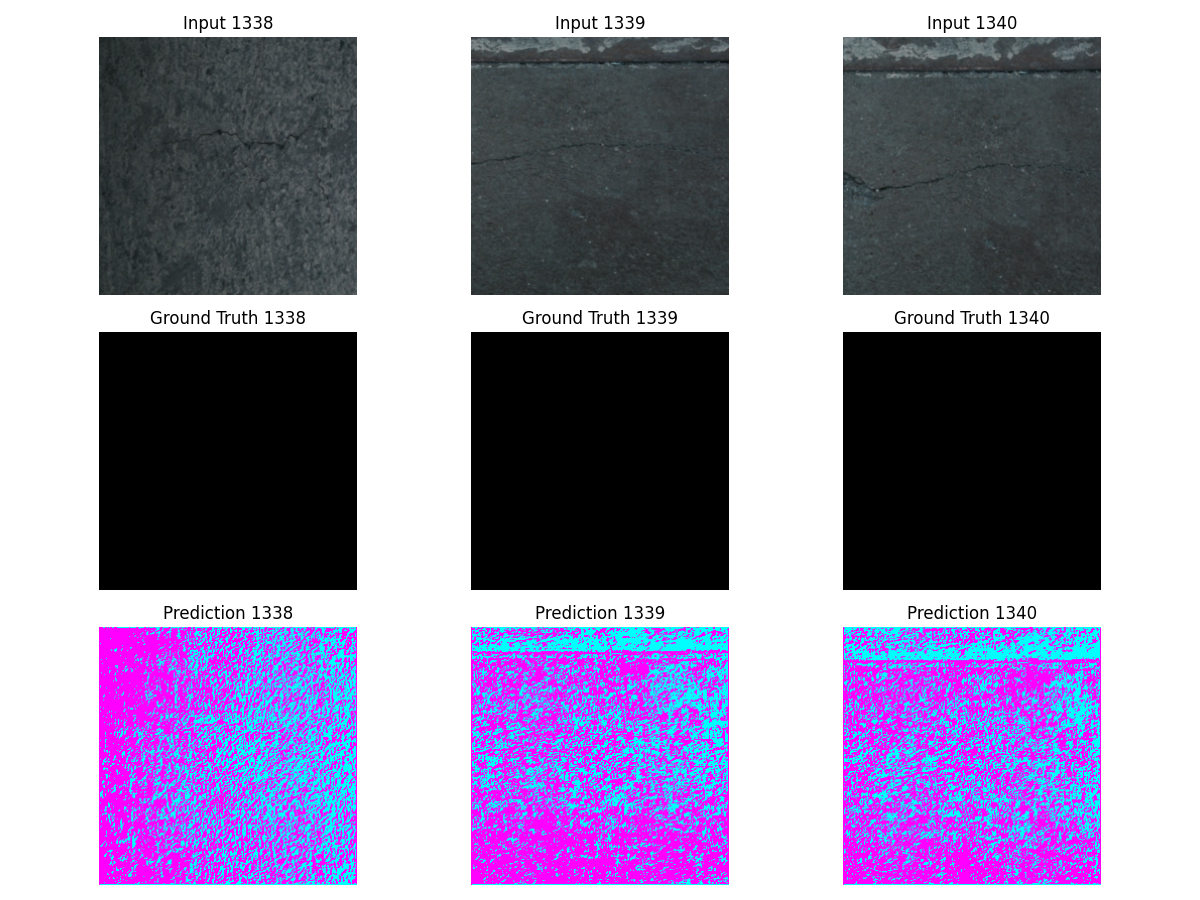 Input 1338
Input 1339
Input 1340
Ground Truth 1338
Ground Truth 1339
Ground Truth 1340
Prediction 1338
Prediction 1339
Prediction 1340